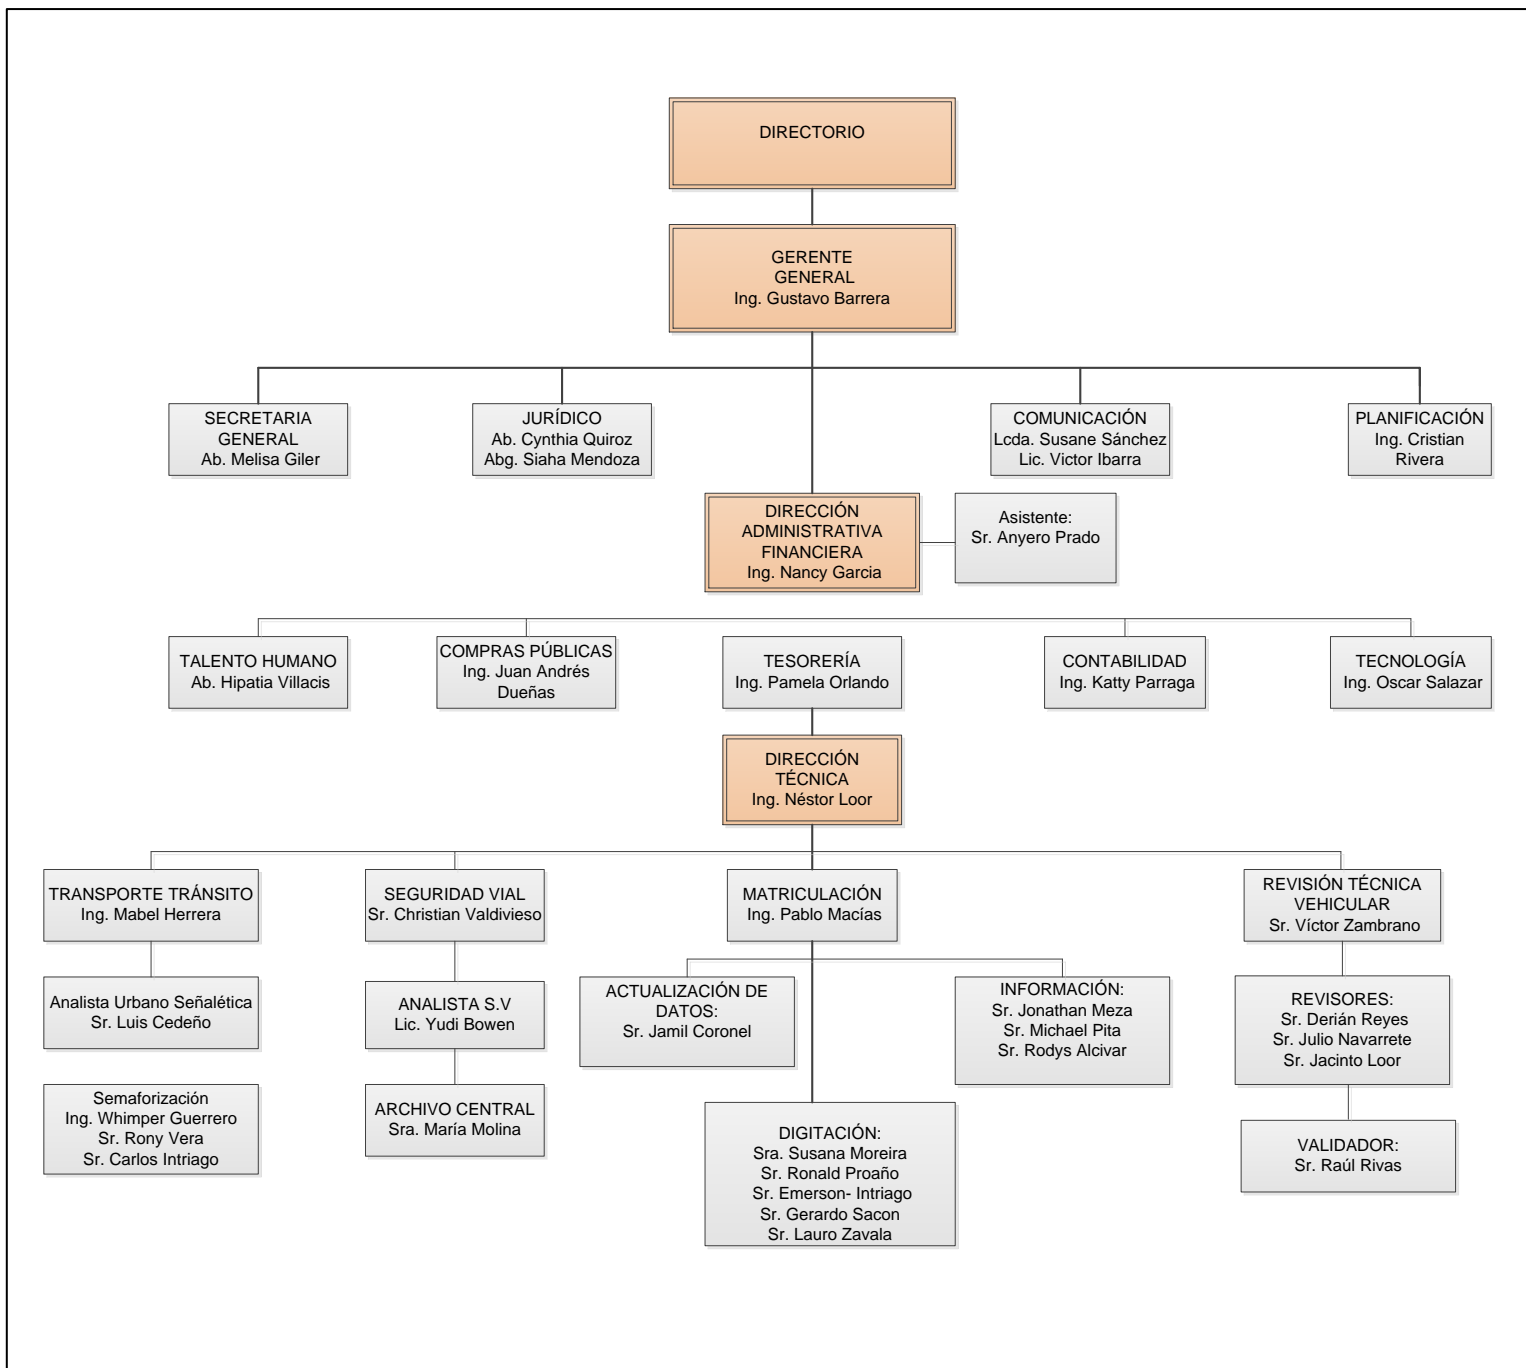 DIRECTORIO
GERENTE
GENERAL
Ing. Gustavo Barrera
SECRETARIA
GENERAL
Ab. Melisa Giler
JURÍDICO
Ab. Cynthia Quiroz
Abg. Siaha Mendoza
COMUNICACIÓN
Lcda. Susane Sánchez
Lic. Victor Ibarra
PLANIFICACIÓN
Ing. Cristian
Rivera
DIRECCIÓN
ADMINISTRATIVA
FINANCIERA
Ing. Nancy Garcia
Asistente:
Sr. Anyero Prado
TALENTO HUMANO
Ab. Hipatia Villacis
COMPRAS PÚBLICAS
Ing. Juan Andrés
Dueñas
TESORERÍA
Ing. Pamela Orlando
CONTABILIDAD
Ing. Katty Parraga
TECNOLOGÍA
Ing. Oscar Salazar
DIRECCIÓN
TÉCNICA
Ing. Néstor Loor
TRANSPORTE TRÁNSITO
Ing. Mabel Herrera
SEGURIDAD VIAL
Sr. Christian Valdivieso
MATRICULACIÓN
Ing. Pablo Macías
REVISIÓN TÉCNICA
VEHICULAR
Sr. Víctor Zambrano
Analista Urbano Señalética
Sr. Luis Cedeño
ANALISTA S.V
Lic. Yudi Bowen
ACTUALIZACIÓN DE
DATOS:
Sr. Jamil Coronel
INFORMACIÓN:
Sr. Jonathan Meza
Sr. Michael Pita
Sr. Rodys Alcivar
REVISORES:
Sr. Derián Reyes
Sr. Julio Navarrete
Sr. Jacinto Loor
Semaforización
Ing. Whimper Guerrero
Sr. Rony Vera
Sr. Carlos Intriago
ARCHIVO CENTRAL
Sra. María Molina
DIGITACIÓN:
Sra. Susana Moreira
Sr. Ronald Proaño
Sr. Emerson- Intriago
Sr. Gerardo Sacon
Sr. Lauro Zavala
VALIDADOR:
Sr. Raúl Rivas